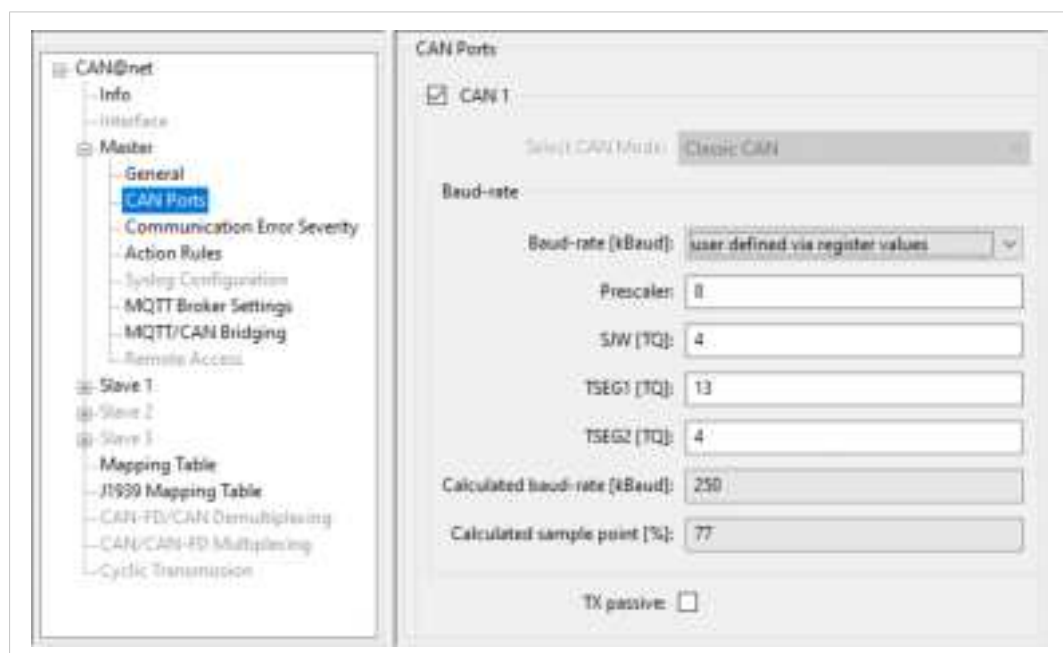 CAN@net
Info
Interface
Master
General
CAN Ports
Communication Error Severity
Action Rules
Syslog Configuration
MQTT Broker Settings
MQTT/CAN Bridging
Remote Access
Slave 1
Slave 2
Slave 3
Mapping Table
J1939 Mapping Table
CAN-FD/CAN Demultiplexing
CAN/CAN-FD Multiplexing
Cyclic Transmission
CAN Ports
CAN 1
Select CAN Mode: Classic CAN
Baud-rate
Baud-rate [kBaud]: user defined via register values
Prescaler: 8
SJW [TQ]: 4
TSEG1 [TQ]: 13
TSEG2 [TQ]: 4
Calculated baud-rate [kBaud]: 250
Calculated sample point [%]: 77
TX passive: